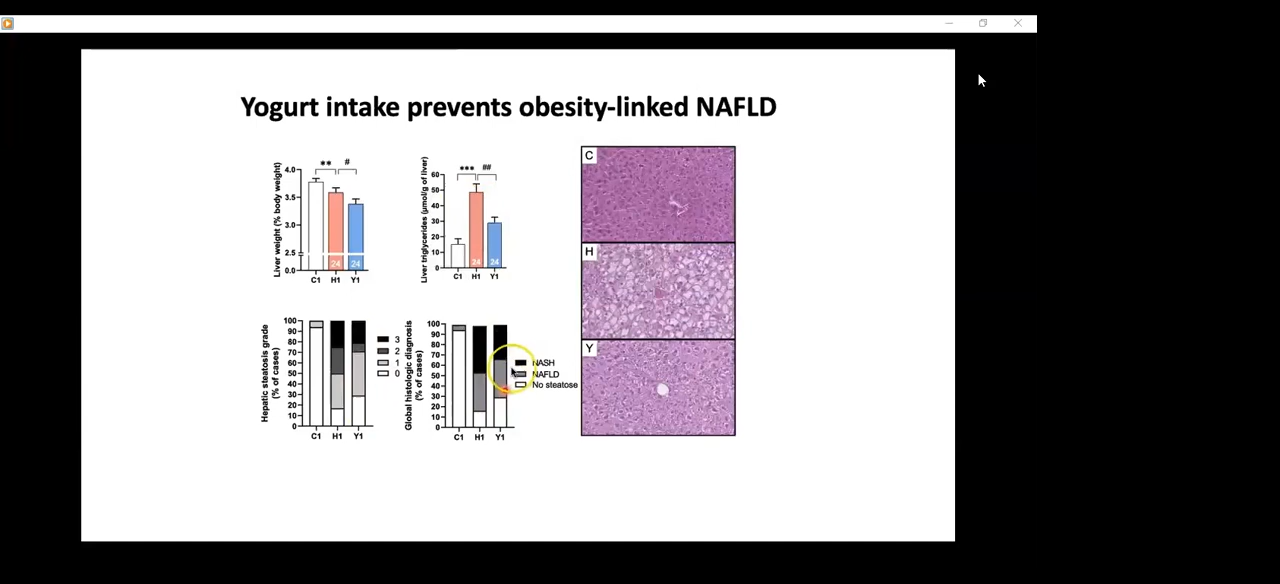 Yogurt intake prevents obesity-linked NAFLD
Liver weight (% body weight)
4.0
3.5
3.0
2.5
0.0
** #
24 24
C1 H1 Y1
Liver triglycerides (μmol/g of liver)
60
50
40
30
20
10
0
*** ##
24 24
C1 H1 Y1
C
H
Y
Hepatic steatosis grade
(% of cases)
100
90
80
70
60
50
40
30
20
10
0
C1 H1 Y1
3
2
1
0
Global histologic diagnosis
(% of cases)
100
90
80
70
60
50
40
30
20
10
0
C1 H1 Y1
NASH
NAFLD
No steatose